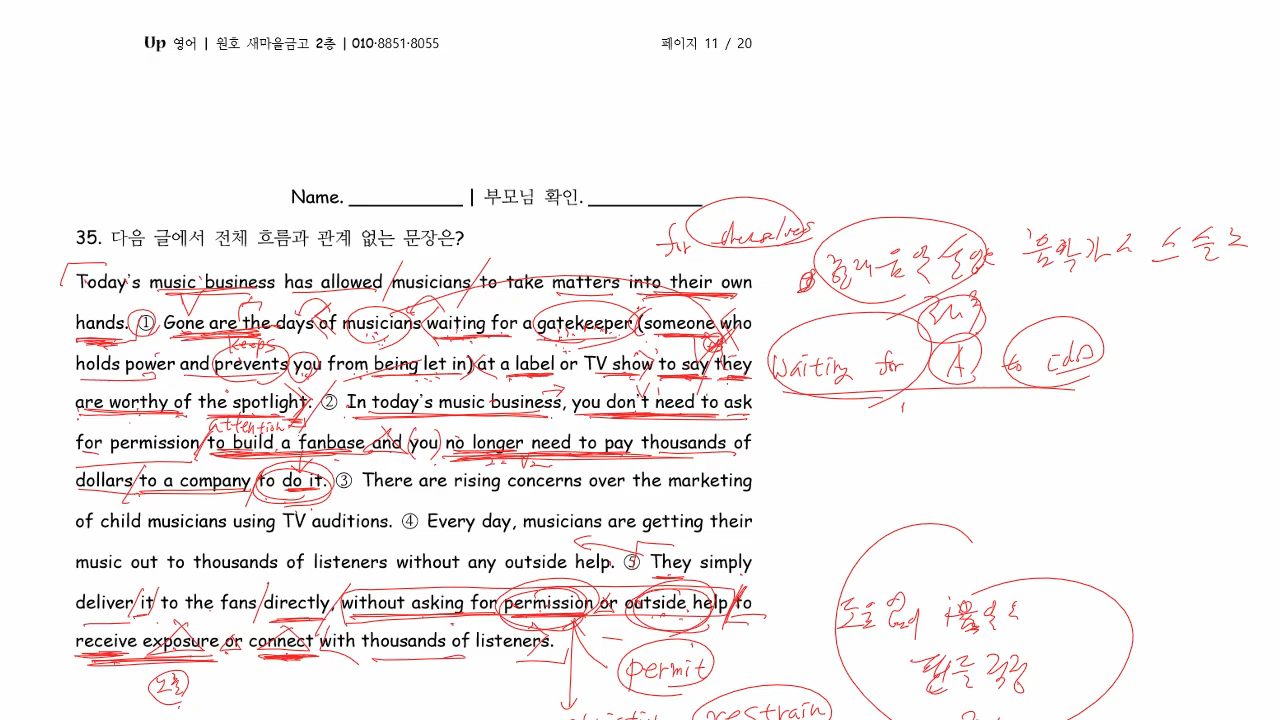 Up 영어 | 원호 새마을금고 2층 | 010·8851·8055
페이지 11 / 20
Name. ___________ | 부모님 확인. ___________
35. 다음 글에서 전체 흐름과 관계 없는 문장은?
for themselves
Today's music business has allowed musicians to take matters into their own
hands. ① Gone are the days of musicians waiting for a gatekeeper (someone who
keeps
holds power and prevents you from being let in) at a label or TV show to say they
waiting for A to do
are worthy of the spotlight. ② In today's music business, you don't need to ask
attention
for permission to build a fanbase and (you) no longer need to pay thousands of
dollars to a company to do it. ③ There are rising concerns over the marketing
of child musicians using TV auditions. ④ Every day, musicians are getting their
music out to thousands of listeners without any outside help. ⑤ They simply
deliver it to the fans directly, without asking for permission or outside help to
receive exposure or connect with thousands of listeners.
노출
permit
restrain